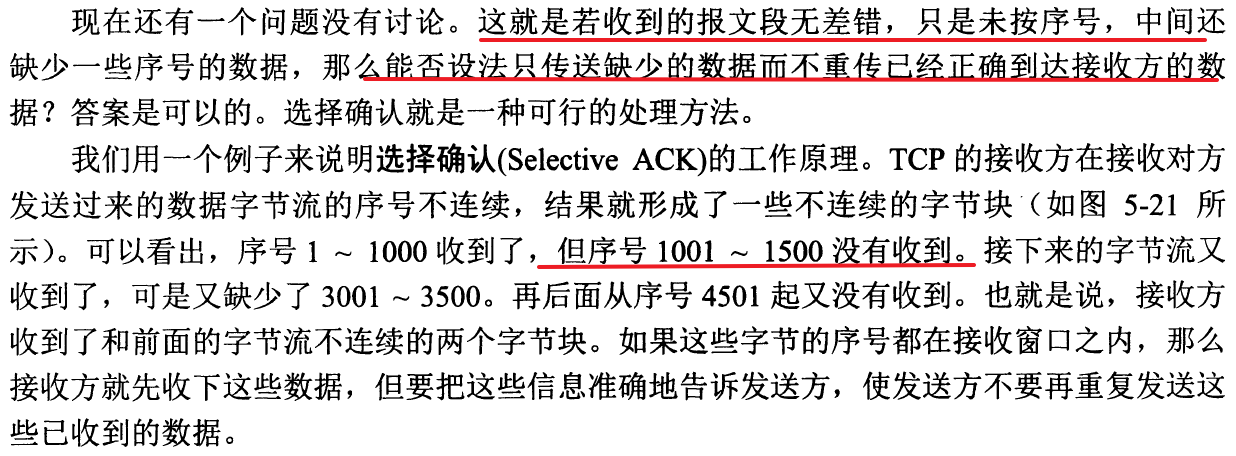 现在还有一个问题没有讨论。这就是若收到的报文段无差错，只是未按序号，中间还
缺少一些序号的数据，那么能否设法只传送缺少的数据而不重传已经正确到达接收方的数
据？答案是可以的。选择确认就是一种可行的处理方法。
我们用一个例子来说明选择确认(Selective ACK)的工作原理。TCP 的接收方在接收对方
发送过来的数据字节流的序号不连续，结果就形成了一些不连续的字节块（如图 5-21 所
示）。可以看出，序号 1 ~ 1000 收到了，但序号 1001 ~ 1500 没有收到。接下来的字节流又
收到了，可是又缺少了 3001 ~ 3500。再后面从序号 4501 起又没有收到。也就是说，接收方
收到了和前面的字节流不连续的两个字节块。如果这些字节的序号都在接收窗口之内，那么
接收方就先收下这些数据，但要把这些信息准确地告诉发送方，使发送方不要再重复发送这
些已收到的数据。